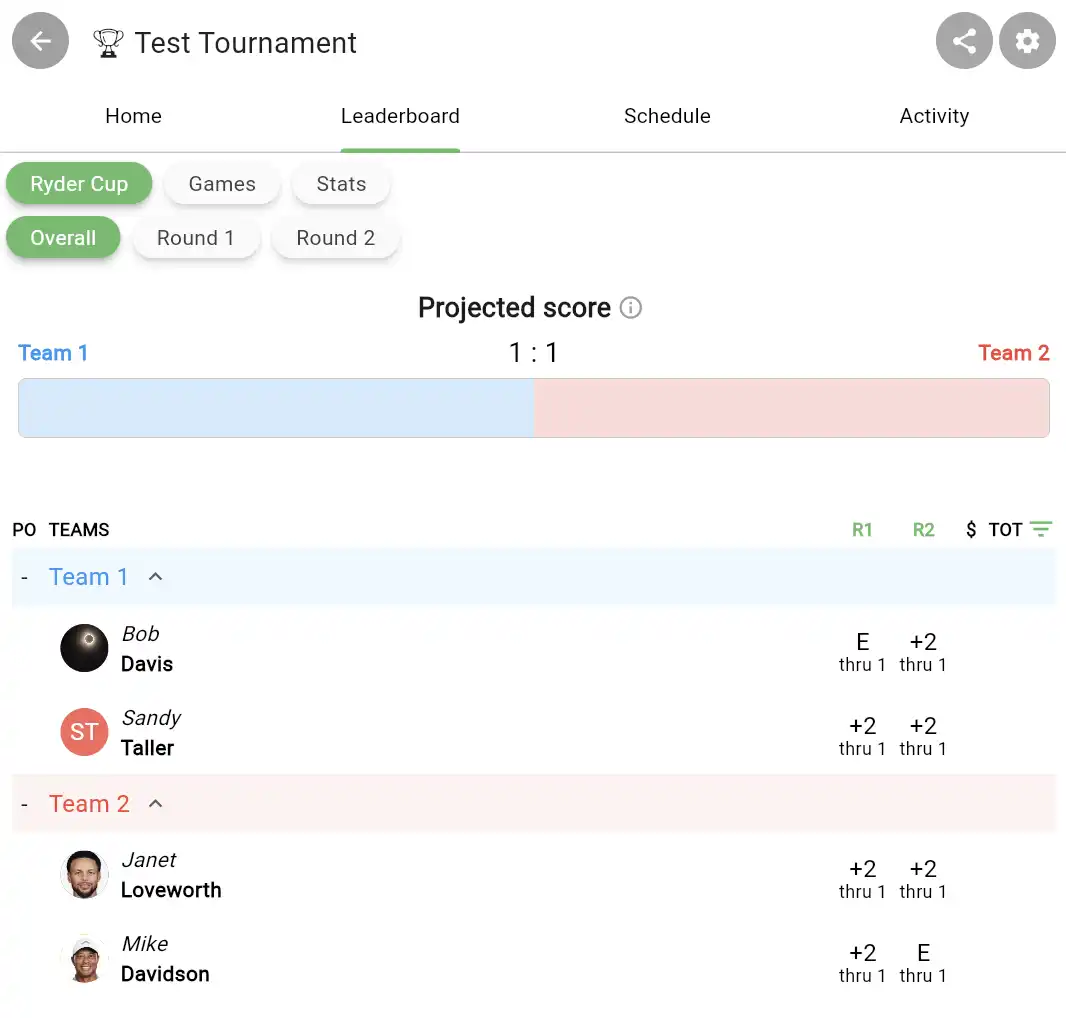 Test Tournament
Home Leaderboard Schedule Activity
Ryder Cup Games Stats
Overall Round 1 Round 2
Projected score
Team 1 1 : 1 Team 2
PO TEAMS R1 R2 $ TOT
- Team 1
Bob
Davis
E +2
thru 1 thru 1
ST
Sandy
Taller
+2 +2
thru 1 thru 1
- Team 2
Janet
Loveworth
+2 +2
thru 1 thru 1
Mike
Davidson
+2 E
thru 1 thru 1